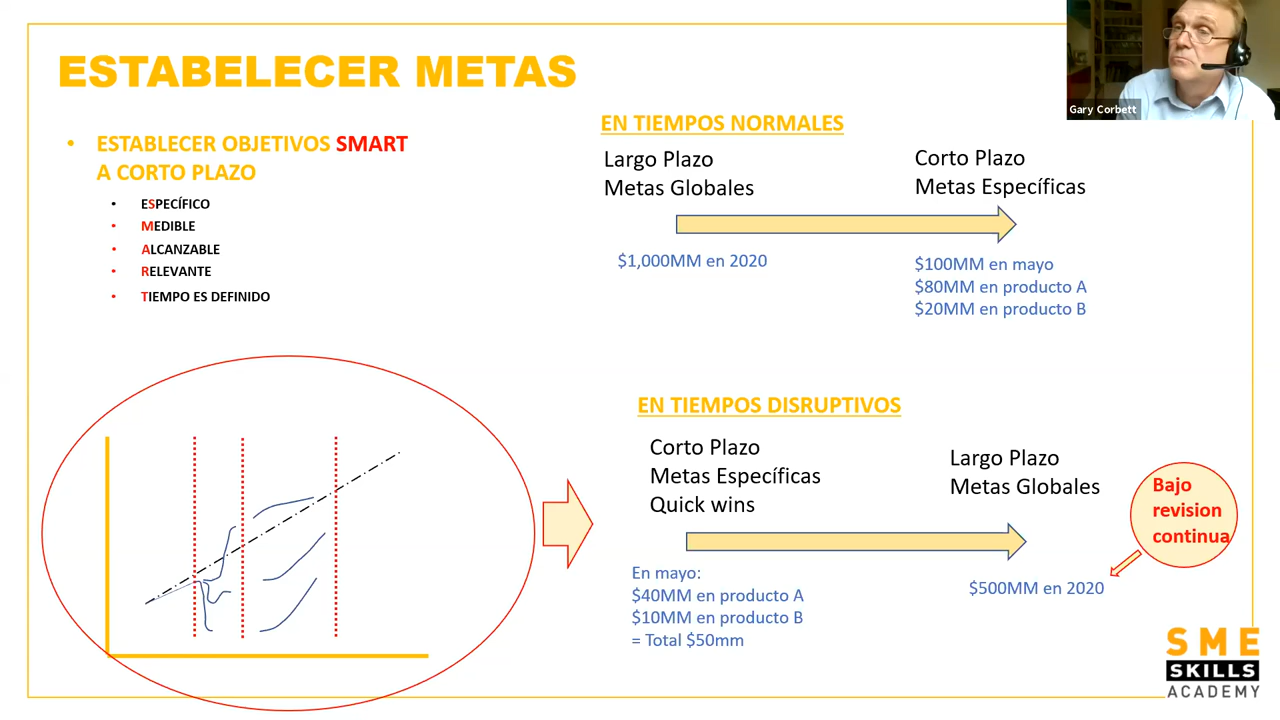 ESTABELECER METAS
• ESTABLECER OBJETIVOS SMART
A CORTO PLAZO
• ESPECÍFICO
• MEDIBLE
• ALCANZABLE
• RELEVANTE
• TIEMPO ES DEFINIDO
EN TIEMPOS NORMALES
Largo Plazo
Metas Globales
Corto Plazo
Metas Específicas
$1,000MM en 2020
$100MM en mayo
$80MM en producto A
$20MM en producto B
EN TIEMPOS DISRUPTIVOS
Corto Plazo
Metas Específicas
Quick wins
Largo Plazo
Metas Globales
Bajo
revision
continua
En mayo:
$40MM en producto A
$10MM en producto B
= Total $50mm
$500MM en 2020
Gary Corbett
SME
SKILLS
ACADEMY